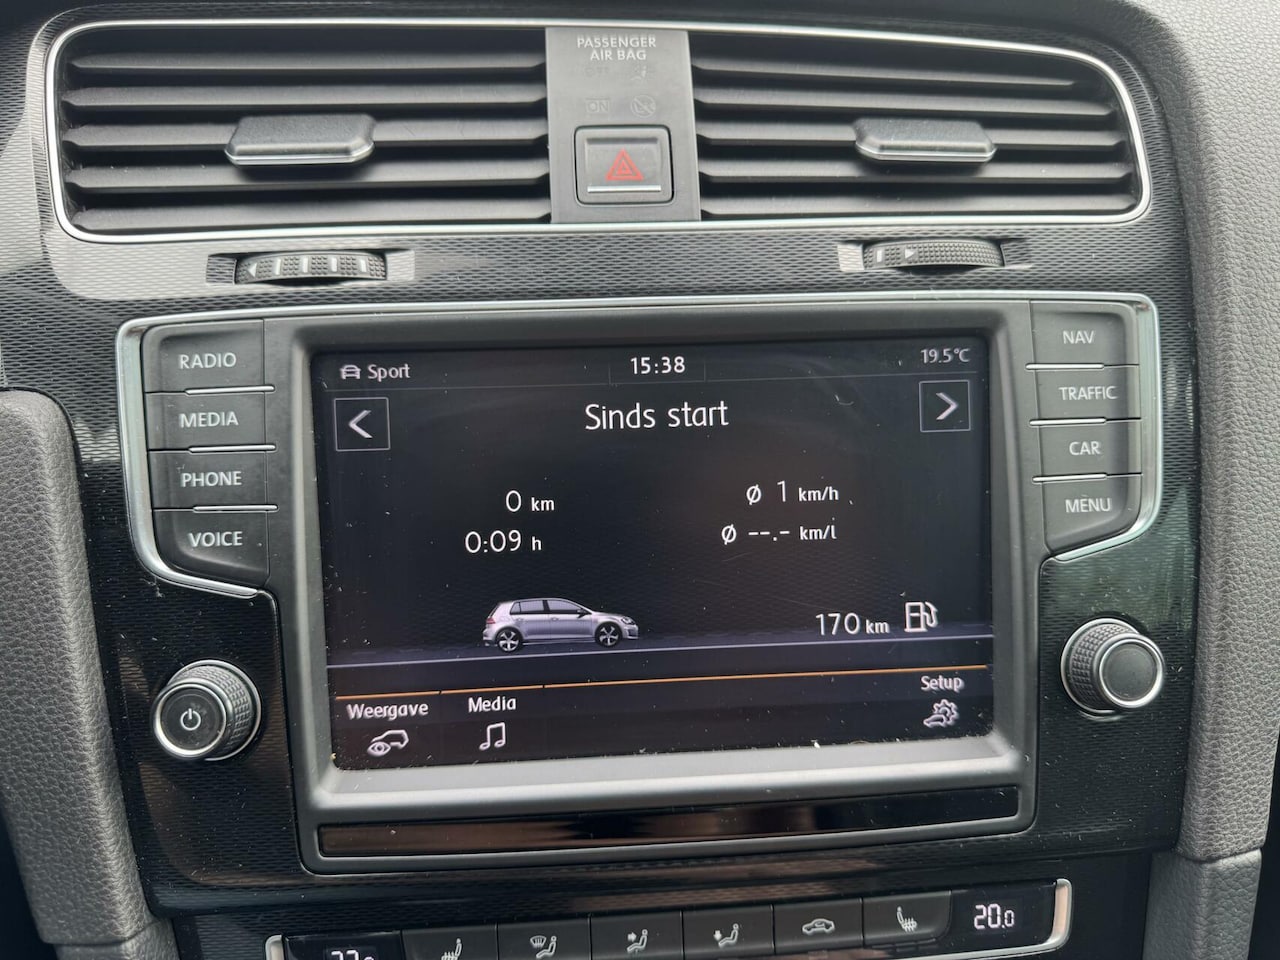 PASSENGER
AIR BAG
OFF
ON
RADIO
MEDIA
PHONE
VOICE
NAV
TRAFFIC
CAR
MENU
Sport
15:38
19.5°C
Sinds start
0 km
0:09 h
Ø 1 km/h
Ø --.- km/l
170 km
Weergave
Media
Setup
20.0